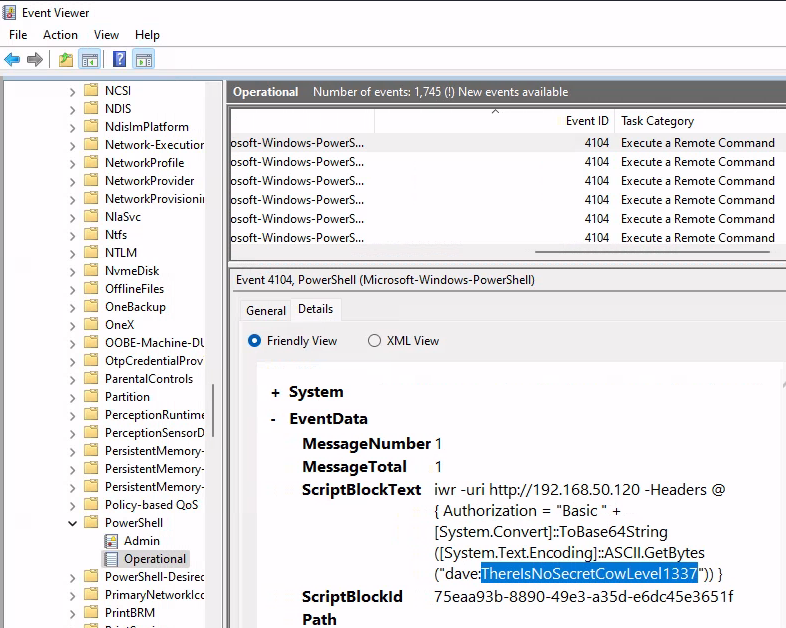 Event Viewer
File Action View Help
NCSI
NDIS
NdisImPlatform
Network-Execution
NetworkProfile
NetworkProvider
NetworkProvisionin
NlaSvc
Ntfs
NTLM
NvmeDisk
OfflineFiles
OneBackup
OneX
OOBE-Machine-DU
OtpCredentialProv
ParentalControls
Partition
PerceptionRuntime
PerceptionSensorD
PersistentMemory-
PersistentMemory-
PersistentMemory-
Policy-based QoS
PowerShell
Admin
Operational
PowerShell-Desired
PrimaryNetworkIco
PrintBRM
Operational Number of events: 1,745 (!) New events available
Event ID Task Category
osoft-Windows-PowerS... 4104 Execute a Remote Command
osoft-Windows-PowerS... 4104 Execute a Remote Command
osoft-Windows-PowerS... 4104 Execute a Remote Command
osoft-Windows-PowerS... 4104 Execute a Remote Command
osoft-Windows-PowerS... 4104 Execute a Remote Command
osoft-Windows-PowerS... 4104 Execute a Remote Command
Event 4104, PowerShell (Microsoft-Windows-PowerShell)
General Details
Friendly View XML View
+ System
- EventData
MessageNumber 1
MessageTotal 1
ScriptBlockText iwr -uri http://192.168.50.120 -Headers @
{ Authorization = "Basic " +
[System.Convert]::ToBase64String
([System.Text.Encoding]::ASCII.GetBytes
("dave:ThereIsNoSecretCowLevel1337")) }
ScriptBlockId 75eaa93b-8890-49e3-a35d-e6dc45e3651f
Path